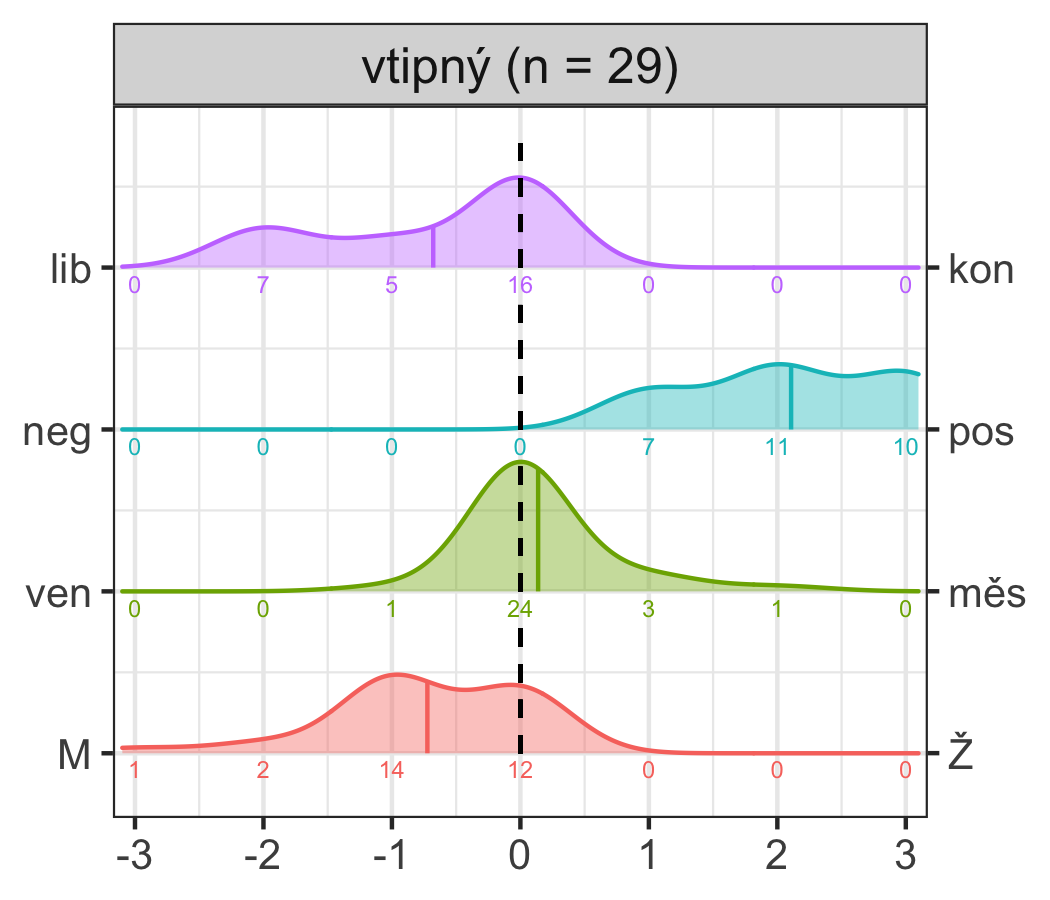 vtipný (n = 29)
lib kon
0 7 5 16 0 0 0
neg pos
0 0 0 0 7 11 10
ven měs
0 0 1 24 3 1 0
M Ž
1 2 14 12 0 0 0
-3 -2 -1 0 1 2 3